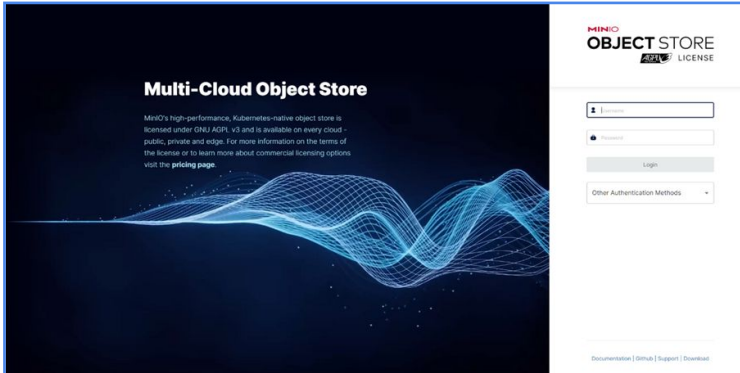 Multi-Cloud Object Store
MinIO's high-performance, Kubernetes-native object store is
licensed under GNU AGPL v3 and is available on every cloud -
public, private and edge. For more information on the terms of
the license or to learn more about commercial licensing options
visit the pricing page.
MINIO
OBJECT STORE
AGPLv3 LICENSE
Username
Password
Login
Other Authentication Methods
Documentation | Github | Support | Download